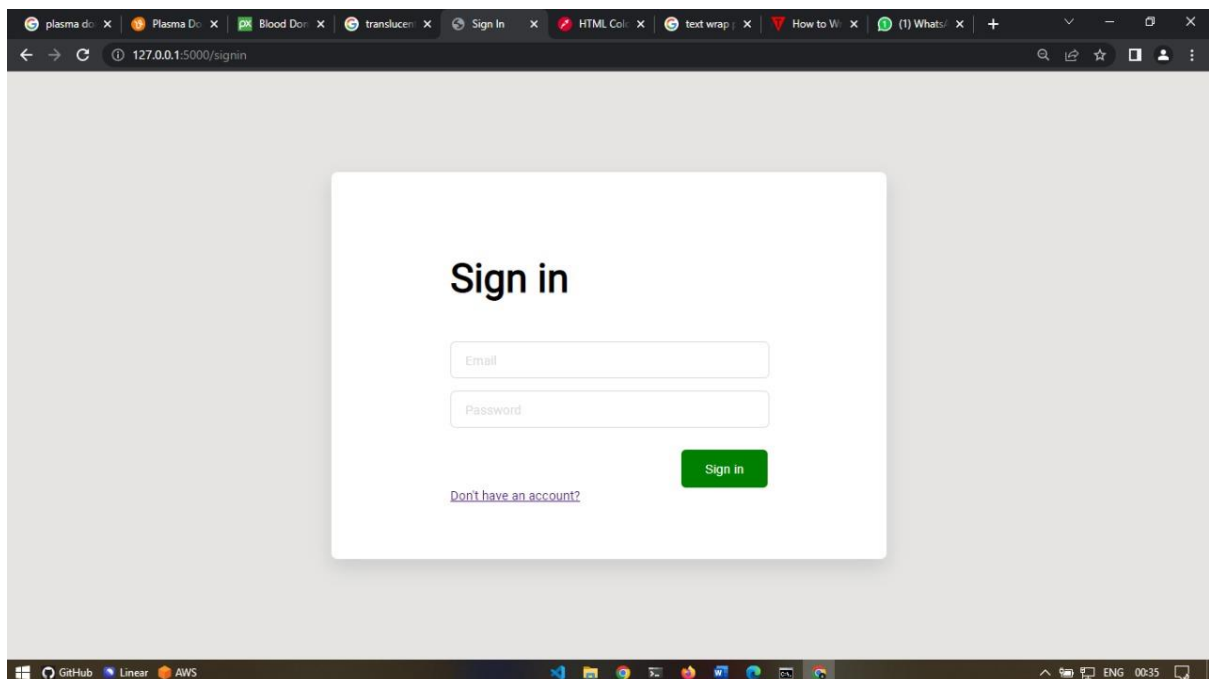 plasma do
Plasma Do
Blood Don
translucen
Sign In
HTML Colo
text wrap p
How to W
(1) Whats
127.0.0.1:5000/signin
Sign in
Email
Password
Sign in
Don't have an account?
GitHub
Linear
AWS
ENG
00:35